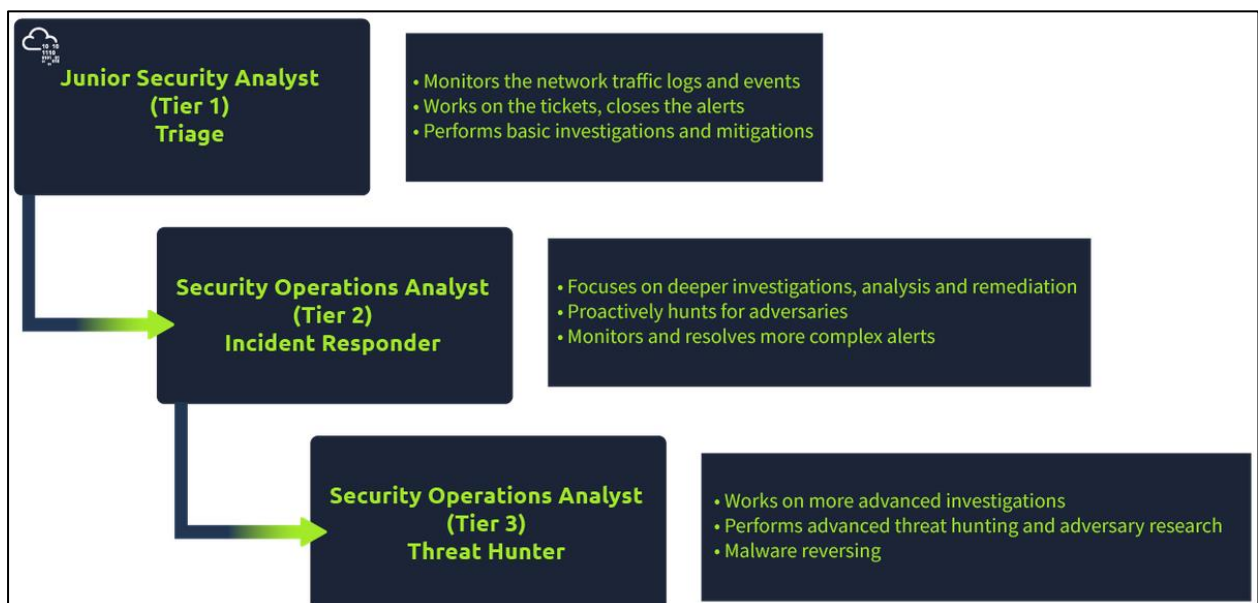 Junior Security Analyst
(Tier 1)
Triage
• Monitors the network traffic logs and events
• Works on the tickets, closes the alerts
• Performs basic investigations and mitigations
Security Operations Analyst
(Tier 2)
Incident Responder
• Focuses on deeper investigations, analysis and remediation
• Proactively hunts for adversaries
• Monitors and resolves more complex alerts
Security Operations Analyst
(Tier 3)
Threat Hunter
• Works on more advanced investigations
• Performs advanced threat hunting and adversary research
• Malware reversing